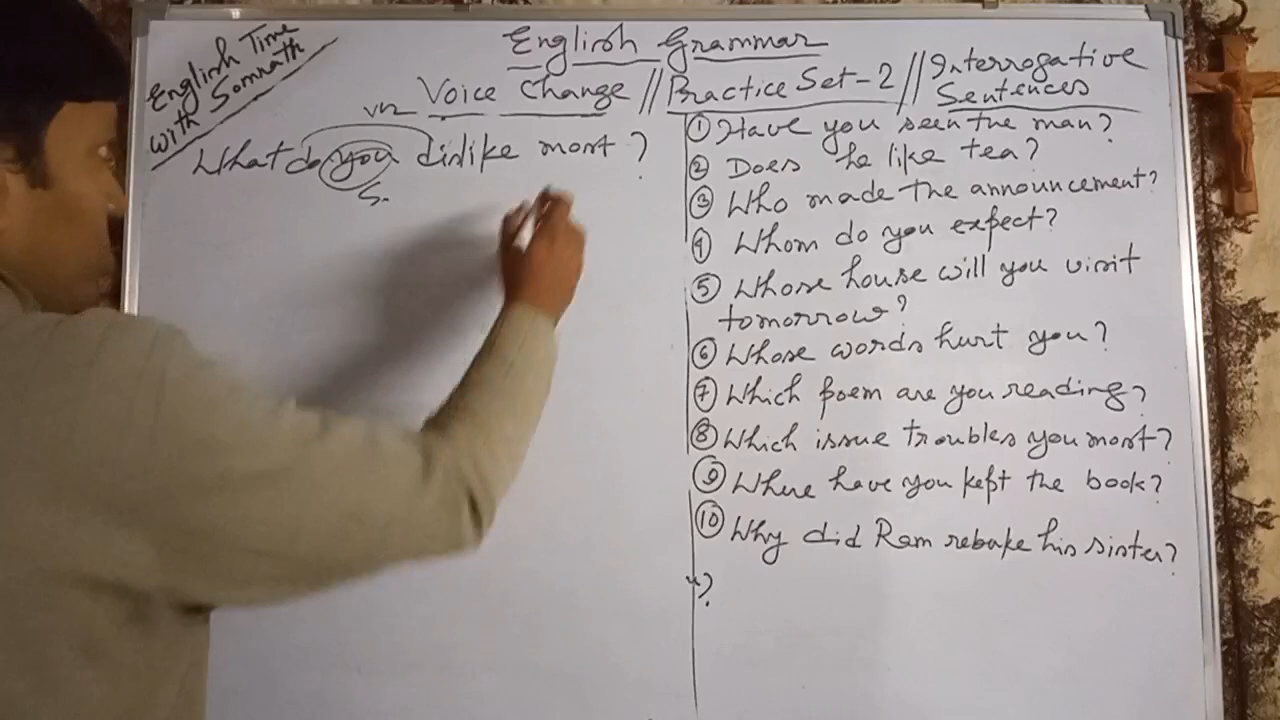 English Time
with Somnath
English Grammar
Voice Change // Practice Set-2 // Interrogative Sentences
What do you dislike most?
S.
① Have you seen the man?
② Does he like tea?
③ Who made the announcement?
④ Whom do you expect?
⑤ Whose house will you visit
tomorrow?
⑥ Whose words hurt you?
⑦ Which poem are you reading?
⑧ Which issue troubles you most?
⑨ Where have you kept the book?
⑩ Why did Ram rebuke his sister?
?